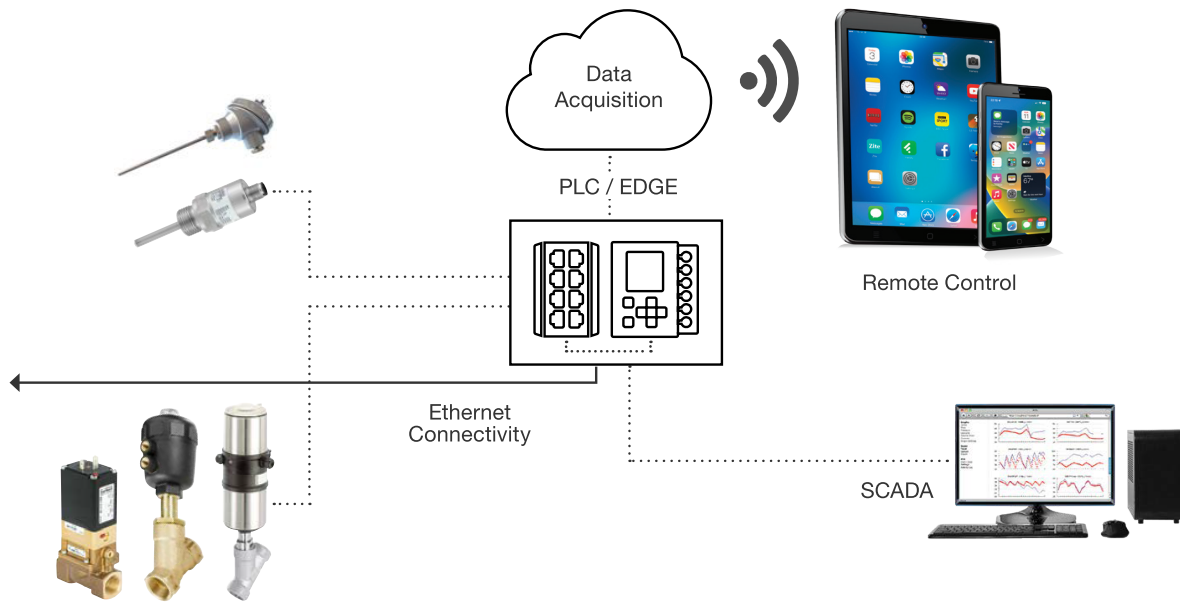 Data
Acquisition
PLC / EDGE
Remote Control
Ethernet
Connectivity
SCADA